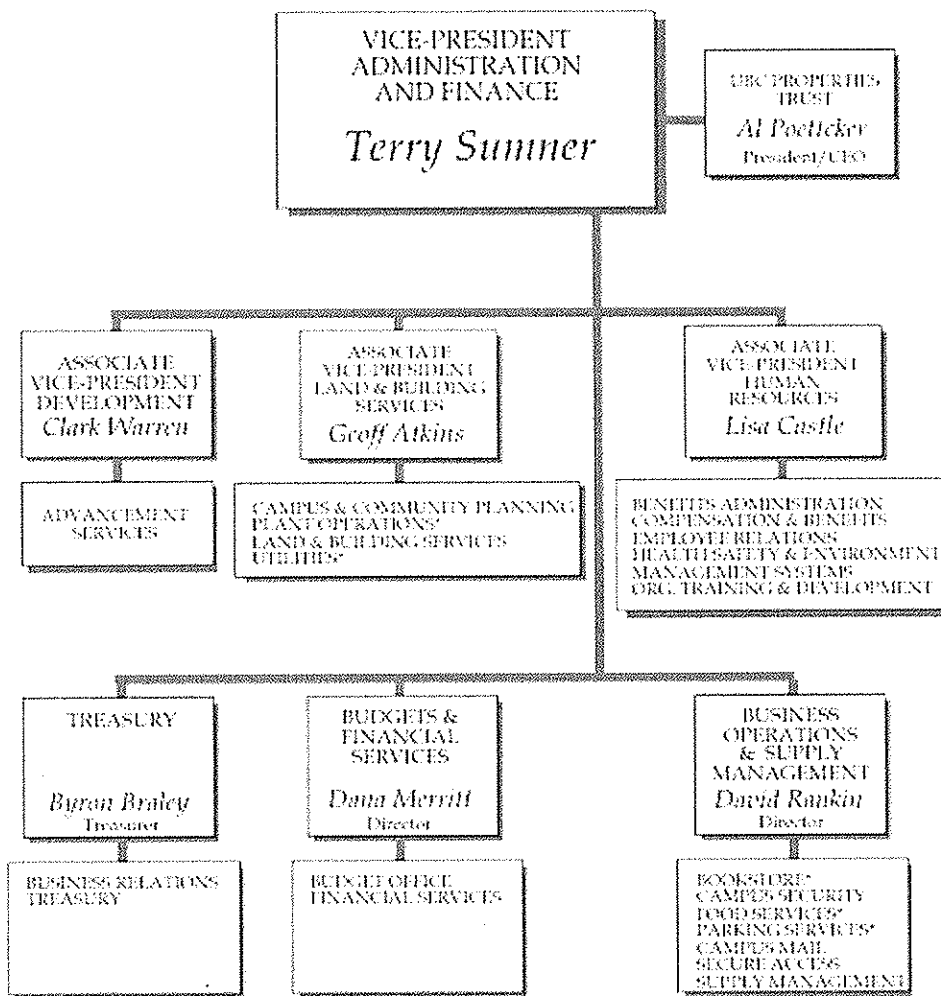 VICE-PRESIDENT
ADMINISTRATION
AND FINANCE
Terry Sumner
UBC PROPERTIES
TRUST
Al Poettcker
President/CEO
ASSOCIATE
VICE-PRESIDENT
DEVELOPMENT
Clark Warren
ADVANCEMENT
SERVICES
ASSOCIATE
VICE-PRESIDENT
LAND & BUILDING
SERVICES
Geoff Atkins
CAMPUS & COMMUNITY PLANNING
PLANT OPERATIONS*
LAND & BUILDING SERVICES
UTILITIES*
ASSOCIATE
VICE-PRESIDENT
HUMAN
RESOURCES
Lisa Castle
BENEFITS ADMINISTRATION
COMPENSATION & BENEFITS
EMPLOYEE RELATIONS
HEALTH SAFETY & ENVIRONMENT
MANAGEMENT SYSTEMS
ORG. TRAINING & DEVELOPMENT
TREASURY
Byron Braley
Treasurer
BUSINESS RELATIONS
TREASURY
BUDGETS &
FINANCIAL
SERVICES
Dana Merritt
Director
BUDGET OFFICE
FINANCIAL SERVICES
BUSINESS
OPERATIONS
& SUPPLY
MANAGEMENT
David Rankin
Director
BOOKSTORE*
CAMPUS SECURITY
FOOD SERVICES*
PARKING SERVICES*
CAMPUS MAIL
SECURE ACCESS
SUPPLY MANAGEMENT